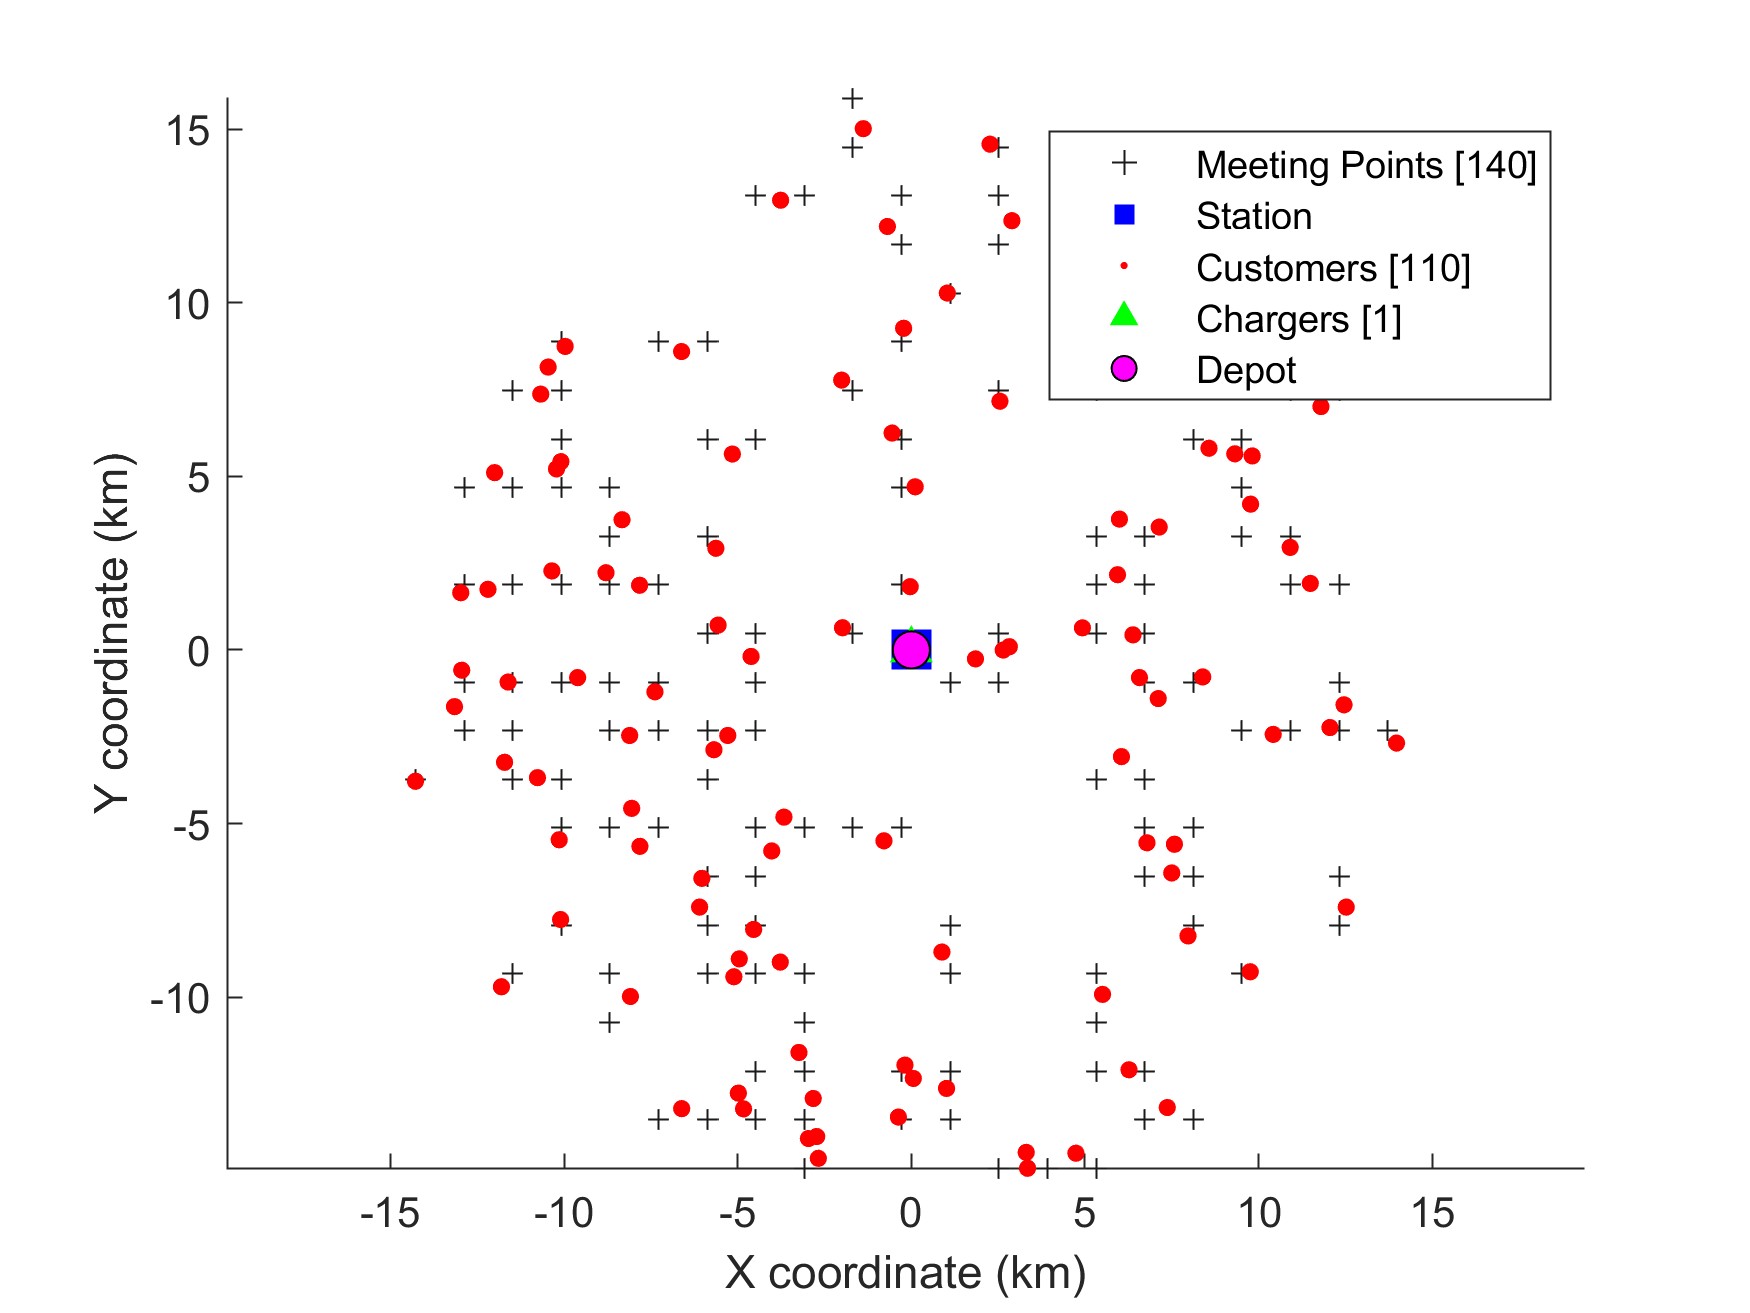 15
10
5
0
-5
-10
Y coordinate (km)
Meeting Points [140]
Station
Customers [110]
Chargers [1]
Depot
-15 -10 -5 0 5 10 15
X coordinate (km)